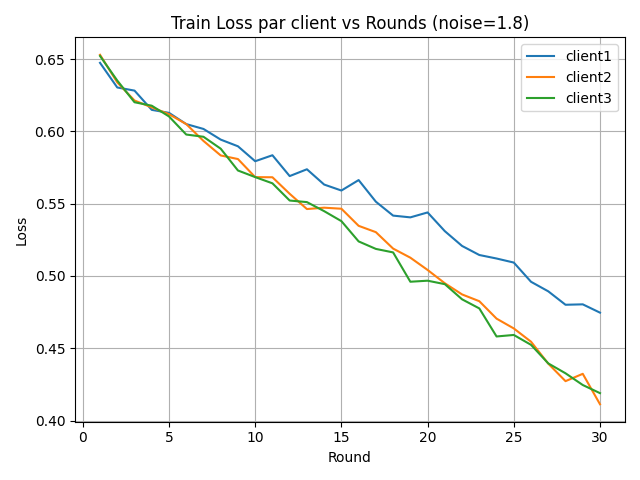 Train Loss par client vs Rounds (noise=1.8)
client1
client2
client3
Loss
0.65
0.60
0.55
0.50
0.45
0.40
0
5
10
15
20
25
30
Round